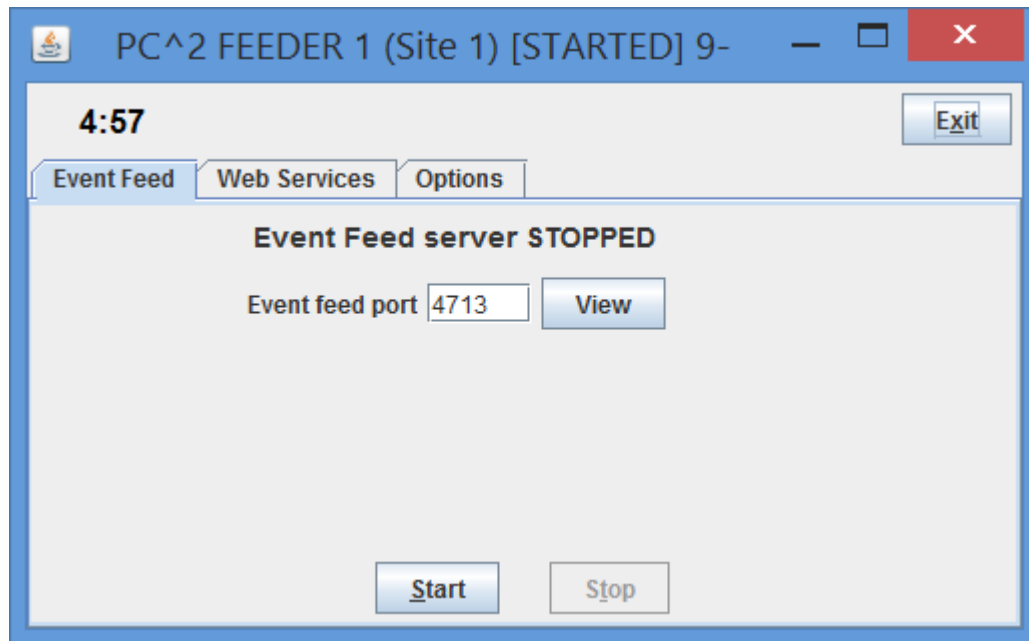 PC^2 FEEDER 1 (Site 1) [STARTED] 9-
4:57 Exit
Event Feed Web Services Options
Event Feed server STOPPED
Event feed port 4713 View
Start Stop